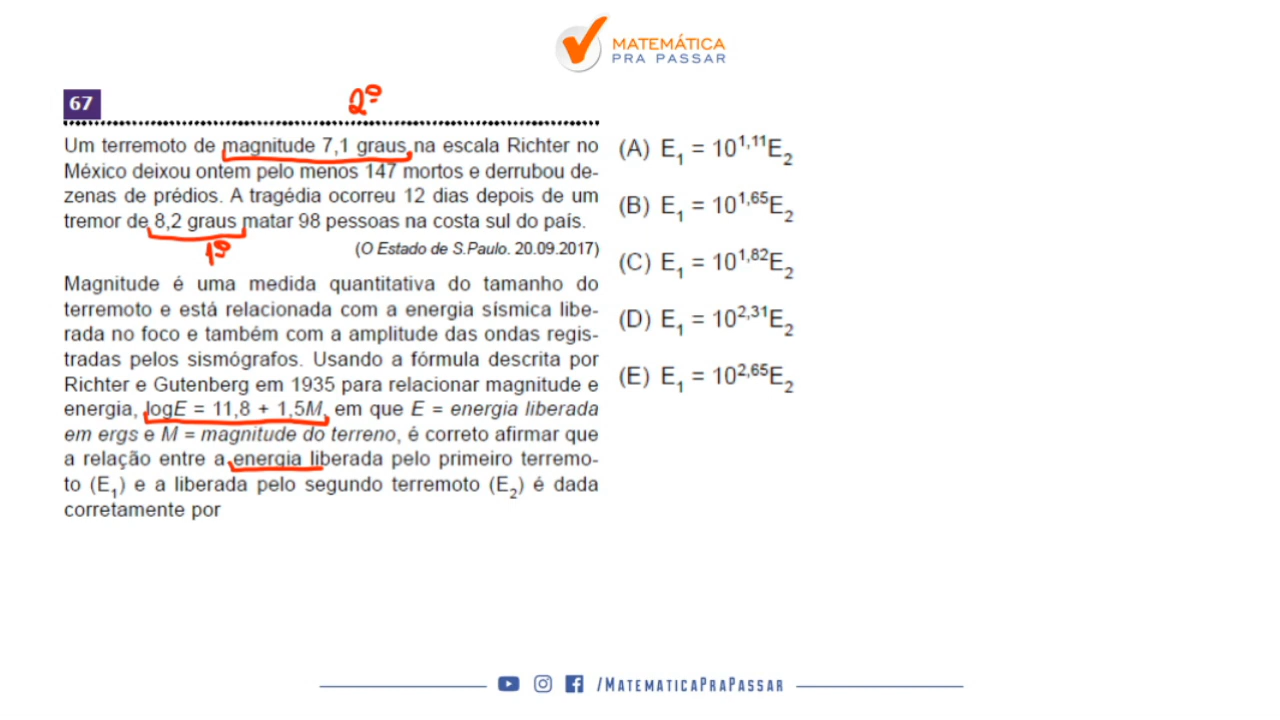 MATEMÁTICA
PRA PASSAR
67
2º
Um terremoto de magnitude 7,1 graus na escala Richter no
México deixou ontem pelo menos 147 mortos e derrubou de-
zenas de prédios. A tragédia ocorreu 12 dias depois de um
tremor de 8,2 graus matar 98 pessoas na costa sul do país.
1º
(O Estado de S.Paulo. 20.09.2017)
Magnitude é uma medida quantitativa do tamanho do
terremoto e está relacionada com a energia sísmica libe-
rada no foco e também com a amplitude das ondas regis-
tradas pelos sismógrafos. Usando a fórmula descrita por
Richter e Gutenberg em 1935 para relacionar magnitude e
energia, logE = 11,8 + 1,5M, em que E = energia liberada
em ergs e M = magnitude do terreno, é correto afirmar que
a relação entre a energia liberada pelo primeiro terremo-
to (E₁) e a liberada pelo segundo terremoto (E₂) é dada
corretamente por
(A) E₁ = 10^1,11E₂
(B) E₁ = 10^1,65E₂
(C) E₁ = 10^1,82E₂
(D) E₁ = 10^2,31E₂
(E) E₁ = 10^2,65E₂
/MATEMATICAPRAPASSAR